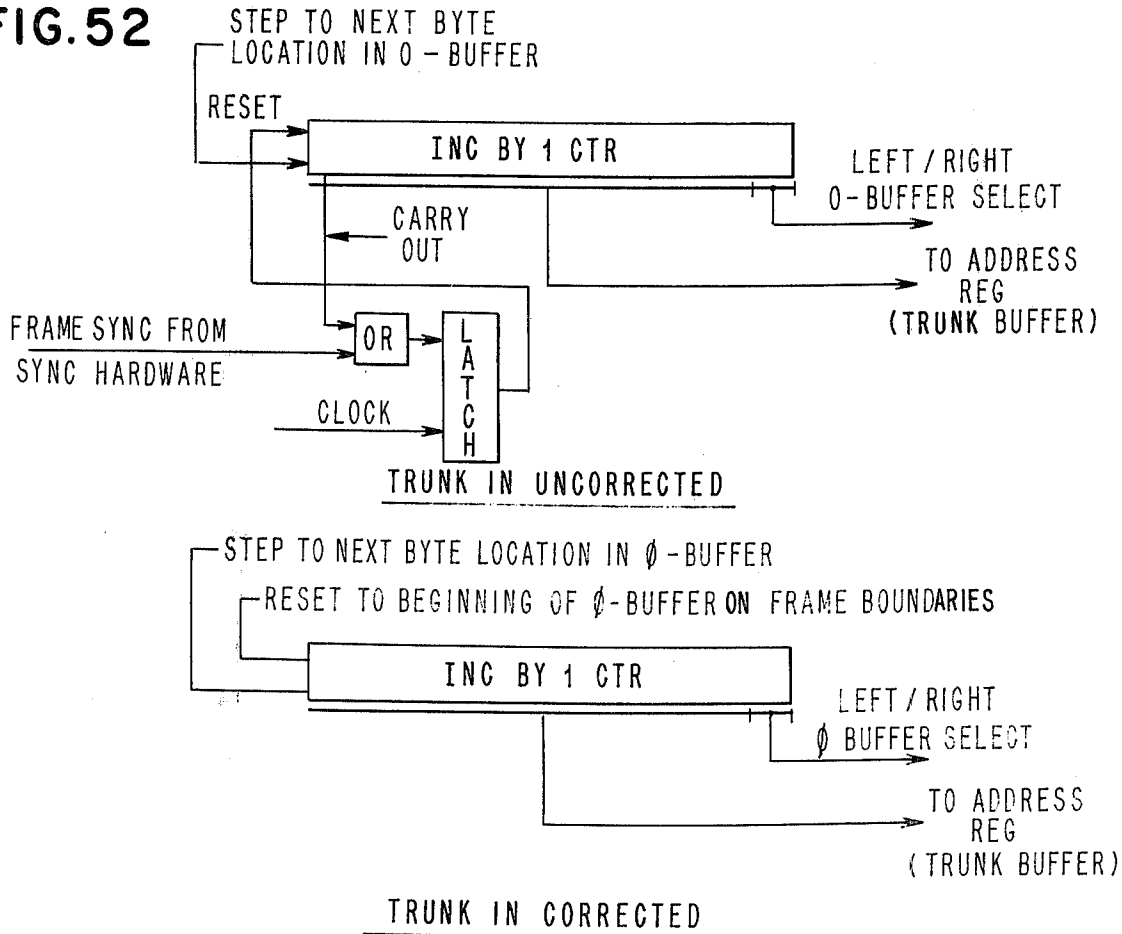 FIG.52
STEP TO NEXT BYTE
LOCATION IN O - BUFFER
RESET
INC BY 1 CTR
LEFT / RIGHT
O-BUFFER SELECT
CARRY
OUT
TO ADDRESS
REG
(TRUNK BUFFER)
FRAME SYNC FROM
SYNC HARDWARE
OR
LATCH
CLOCK
TRUNK IN UNCORRECTED
STEP TO NEXT BYTE LOCATION IN ϕ -BUFFER
RESET TO BEGINNING OF ϕ-BUFFER ON FRAME BOUNDARIES
INC BY 1 CTR
LEFT / RIGHT
ϕ BUFFER SELECT
TO ADDRESS
REG
(TRUNK BUFFER)
TRUNK IN CORRECTED